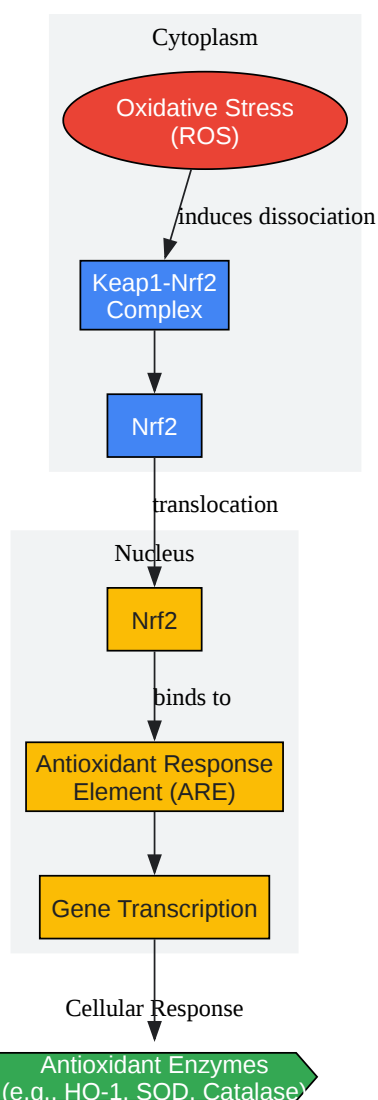 Cytoplasm
Oxidative Stress
(ROS)
induces dissociation
Keap1-Nrf2
Complex
Nrf2
translocation
Nucleus
Nrf2
binds to
Antioxidant Response
Element (ARE)
Gene Transcription
Cellular Response
Antioxidant Enzymes
(e.g., HO-1, SOD, Catalase)